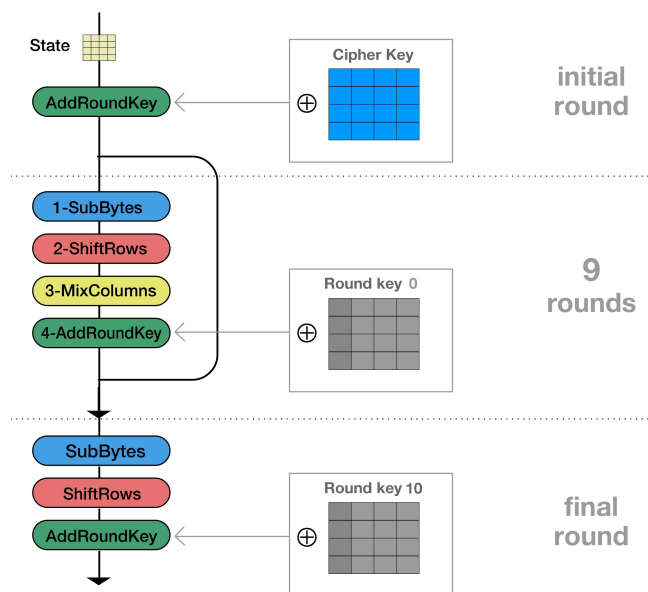 State
Cipher Key
initial
round
AddRoundKey
1-SubBytes
2-ShiftRows
3-MixColumns
4-AddRoundKey
Round key 0
9
rounds
SubBytes
ShiftRows
AddRoundKey
Round key 10
final
round